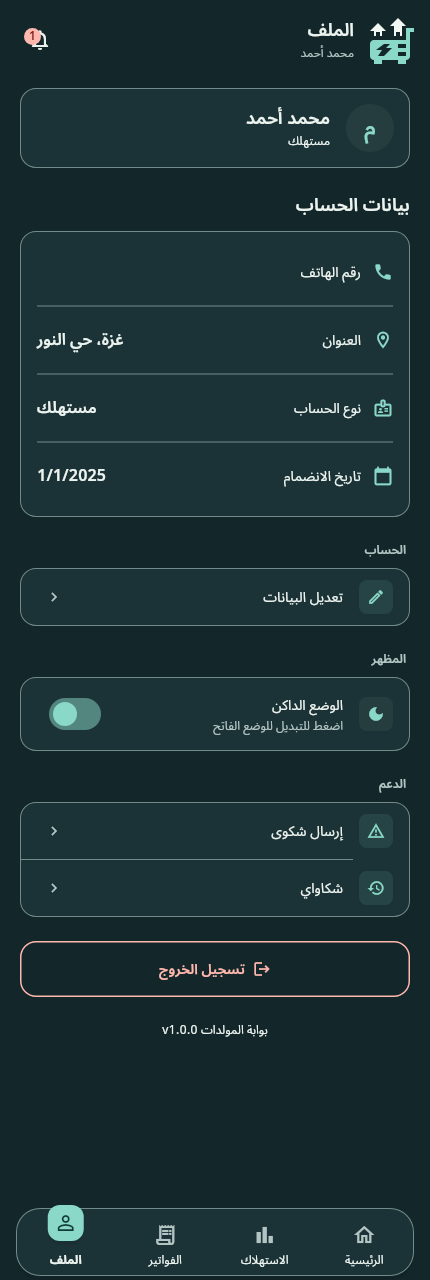 الملف
محمد أحمد
1
م
محمد أحمد
مستهلك
بيانات الحساب
رقم الهاتف
العنوان
غزة، حي النور
نوع الحساب
مستهلك
تاريخ الانضمام
1/1/2025
الحساب
تعديل البيانات
المظهر
الوضع الداكن
اضغط للتبديل للوضع الفاتح
الدعم
إرسال شكوى
شكاواي
تسجيل الخروج
بوابة المولدات v1.0.0
الرئيسية
الاستهلاك
الفواتير
الملف